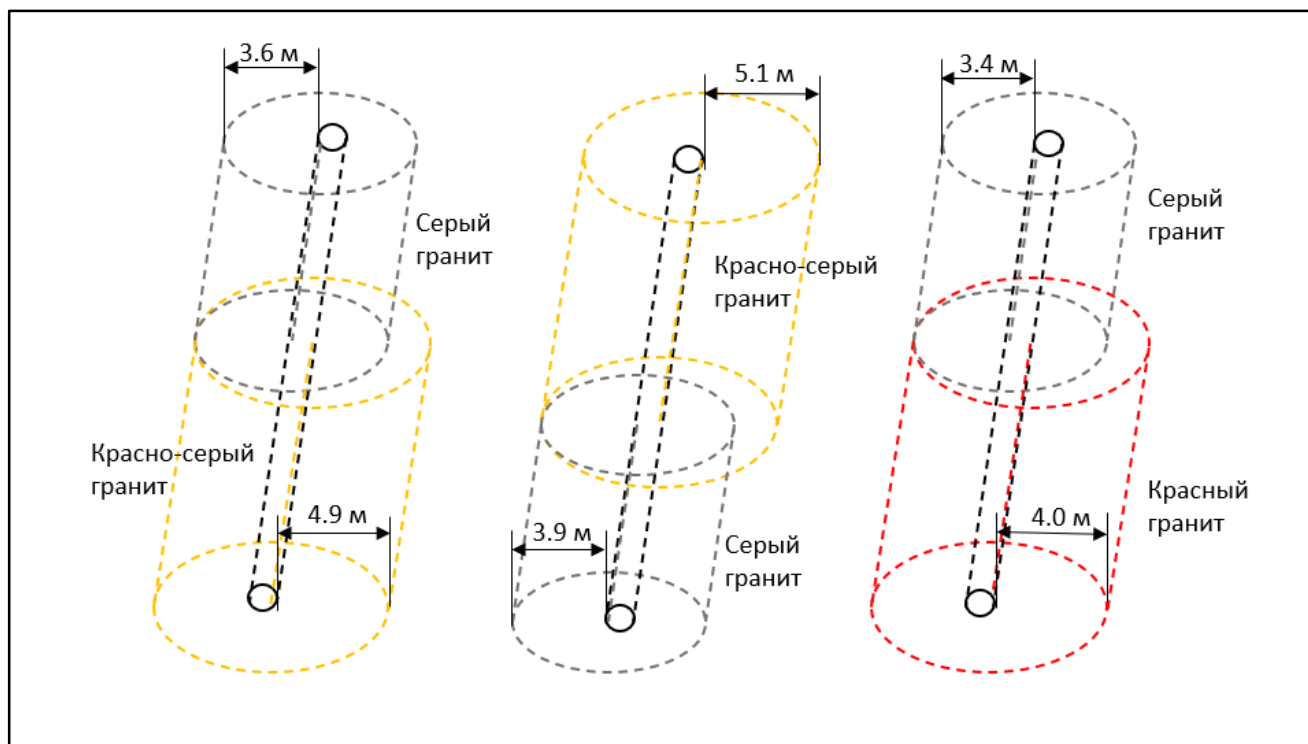 3.6 м
5.1 м
3.4 м
Серый
гранит
Красно-серый
гранит
Серый
гранит
Красно-серый
гранит
4.9 м
3.9 м
Серый
гранит
4.0 м
Красный
гранит